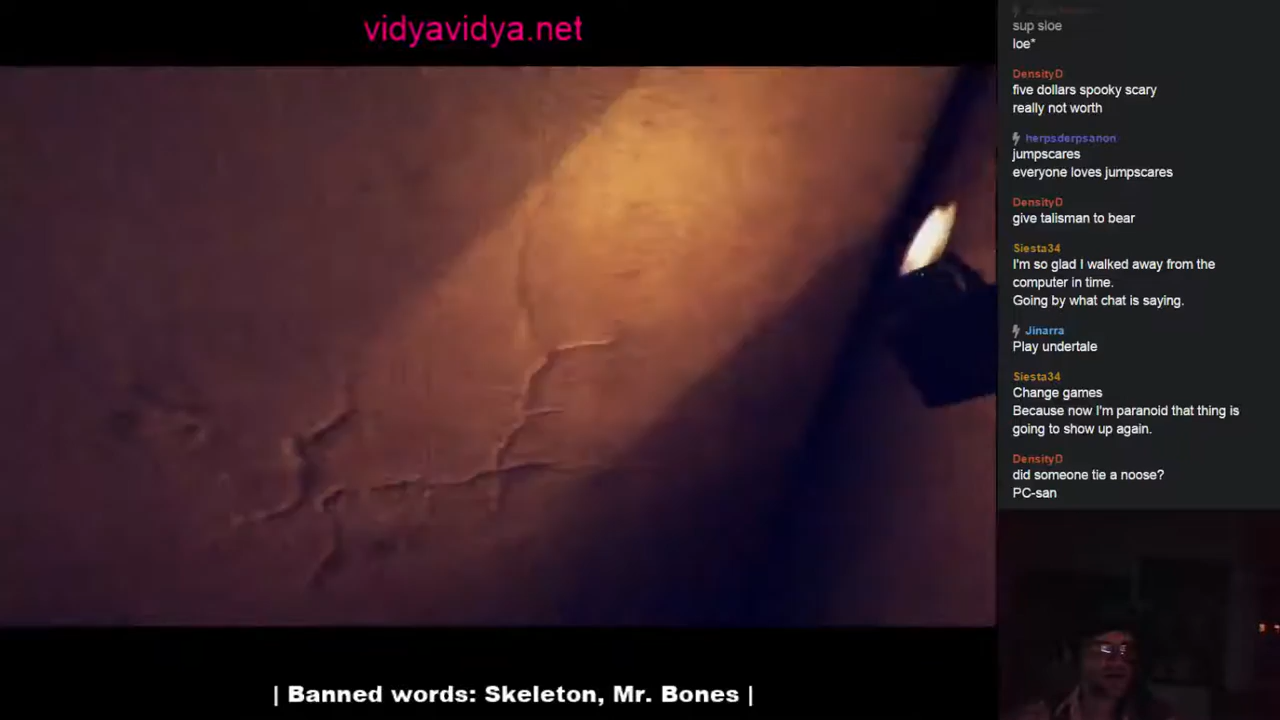 vidyavidya.net
sup sloe
loe*
DensityD
five dollars spooky scary
really not worth
herpsderpsanon
jumpscares
everyone loves jumpscares
DensityD
give talisman to bear
Siesta34
I'm so glad I walked away from the
computer in time.
Going by what chat is saying.
Jinarra
Play undertale
Siesta34
Change games
Because now I'm paranoid that thing is
going to show up again.
DensityD
did someone tie a noose?
PC-san
| Banned words: Skeleton, Mr. Bones |